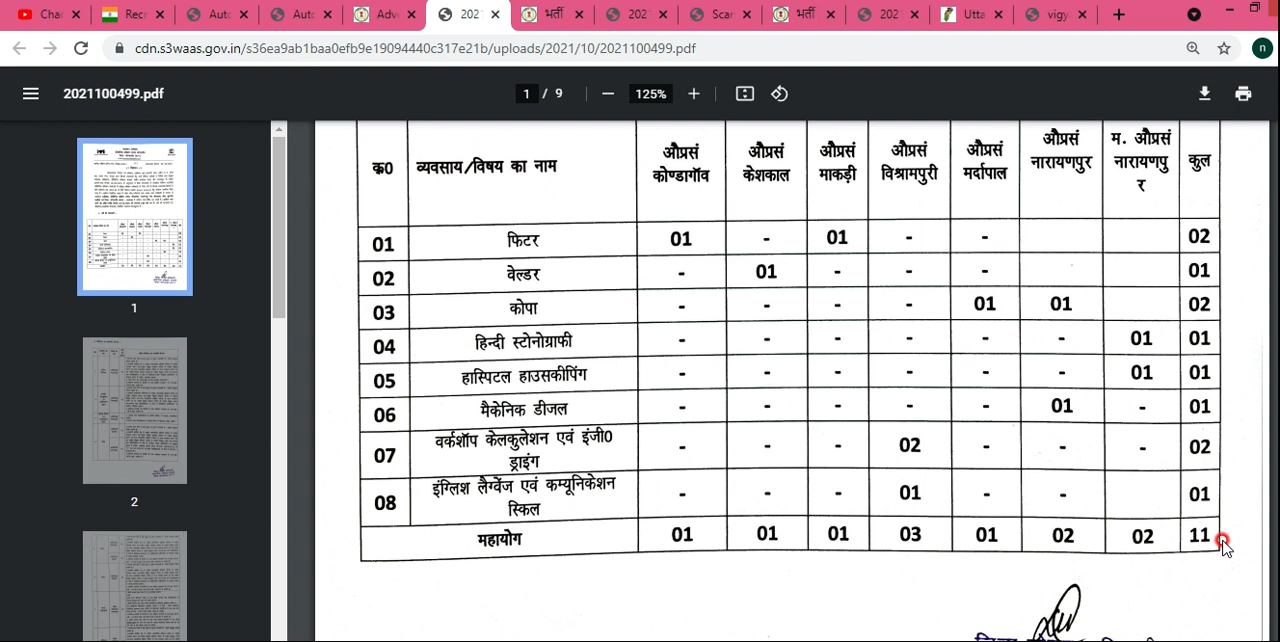 Cha
Recr
Auto
Auto
Adv
202
भर्ती
202
Scar
भर्ती
202
Utta
vigy
cdn.s3waas.gov.in/s36ea9ab1baa0efb9e19094440c317e21b/uploads/2021/10/2021100499.pdf
n
2021100499.pdf
1 / 9
125%
1
2
क0 व्यवसाय/विषय का नाम औप्रसं कोण्डागॉव औप्रसं केशकाल औप्रसं माकड़ी औप्रसं विश्रामपुरी औप्रसं मर्दापाल औप्रसं नारायणपुर म. औप्रसं नारायणपुर कुल
01 फिटर 01 - 01 - - 02
02 वेल्डर - 01 - - - 01
03 कोपा - - - - 01 01 02
04 हिन्दी स्टोनोग्राफी - - - - - - 01 01
05 हास्पिटल हाउसकीपिंग - - - - - - 01 01
06 मैकेनिक डीजल - - - - - 01 - 01
07 वर्कशॉप केलकुलेशन एवं इंजी0 - - - 02 - - - 02
ड्राइंग
08 इंग्लिश लैग्वेंज एवं कम्यूनिकेशन - - - 01 - - 01
स्किल
महायोग 01 01 01 03 01 02 02 11